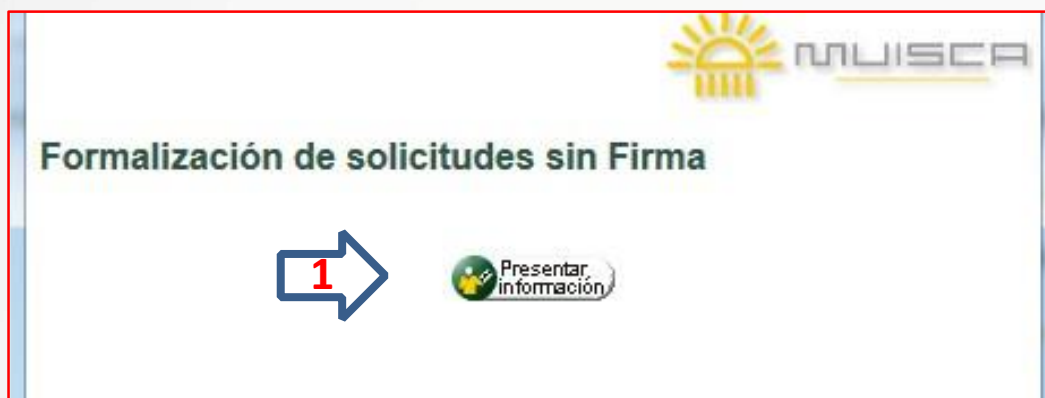 MUISCA
Formalización de solicitudes sin Firma
1
Presentar
información